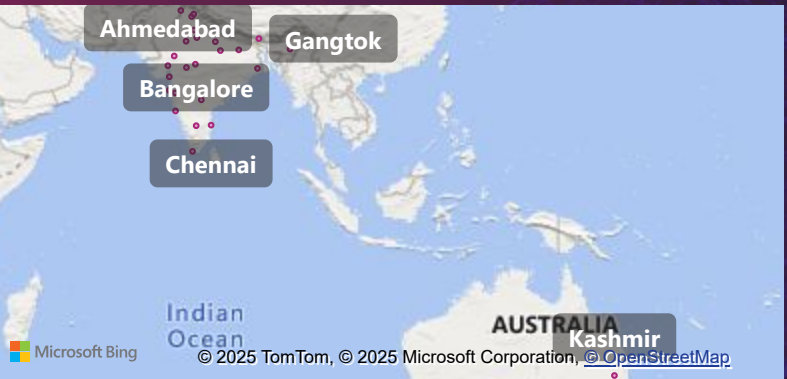 Ahmedabad
Gangtok
Bangalore
Chennai
Indian
Ocean
AUSTRALIA
Kashmir
Microsoft Bing
© 2025 TomTom, © 2025 Microsoft Corporation, © OpenStreetMap